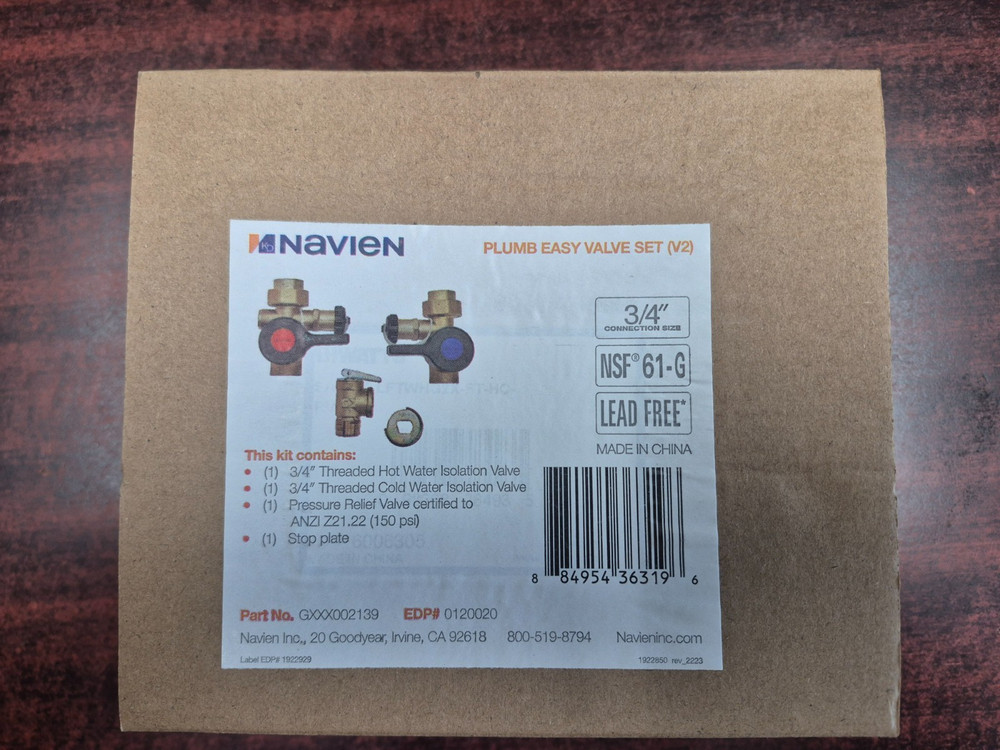 NAVIEN
PLUMB EASY VALVE SET (V2)
3/4"
CONNECTION SIZE
NSF® 61-G
LEAD FREE*
MADE IN CHINA
This kit contains:
• (1) 3/4" Threaded Hot Water Isolation Valve
• (1) 3/4" Threaded Cold Water Isolation Valve
• (1) Pressure Relief Valve certified to
ANZI Z21.22 (150 psi)
• (1) Stop plate
8 84954 36319 6
Part No. GXXX002139 EDP# 0120020
Navien Inc., 20 Goodyear, Irvine, CA 92618 800-519-8794 Navieninc.com
Label EDP# 1922929
1922850 rev_2223